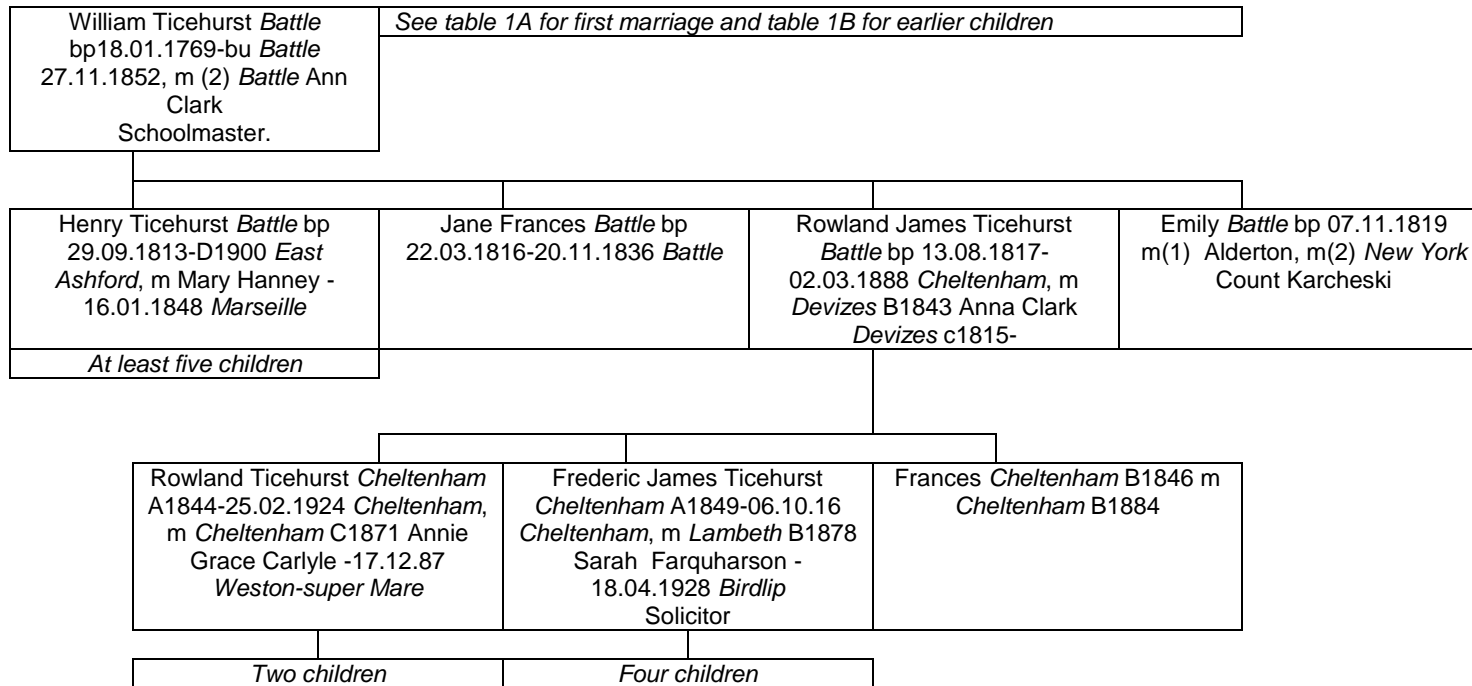 William Ticehurst Battle
bp18.01.1769-bu Battle
27.11.1852, m (2) Battle Ann
Clark
Schoolmaster.
See table 1A for first marriage and table 1B for earlier children
Henry Ticehurst Battle bp
29.09.1813-D1900 East
Ashford, m Mary Hanney -
16.01.1848 Marseille
Jane Frances Battle bp
22.03.1816-20.11.1836 Battle
Rowland James Ticehurst
Battle bp 13.08.1817-
02.03.1888 Cheltenham, m
Devizes B1843 Anna Clark
Devizes c1815-
Emily Battle bp 07.11.1819
m(1) Alderton, m(2) New York
Count Karcheski
At least five children
Rowland Ticehurst Cheltenham
A1844-25.02.1924 Cheltenham,
m Cheltenham C1871 Annie
Grace Carlyle -17.12.87
Weston-super Mare
Frederic James Ticehurst
Cheltenham A1849-06.10.16
Cheltenham, m Lambeth B1878
Sarah Farquharson -
18.04.1928 Birdlip
Solicitor
Frances Cheltenham B1846 m
Cheltenham B1884
Two children
Four children